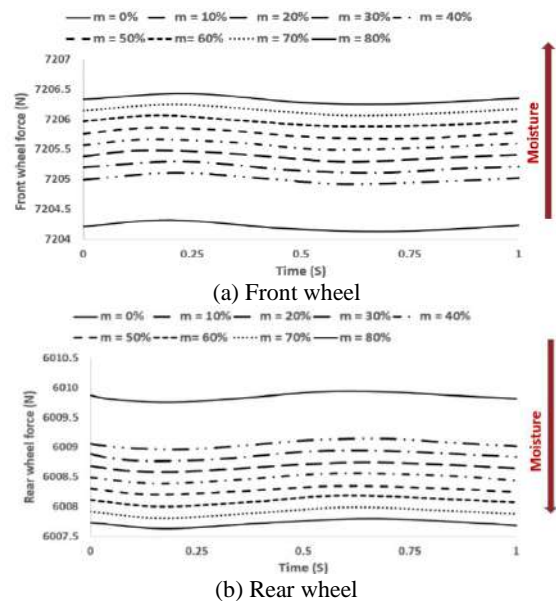 m = 0% m = 10% m = 20% m = 30% m = 40%
m = 50% m= 60% m = 70% m = 80%
7207
7206.5
7206
7205.5
7205
7204.5
7204
Front wheel force (N)
0 0.25 0.5 0.75 1
Time (S)
Moisture
(a) Front wheel
m = 0% m = 10% m = 20% m = 30% m = 40%
m = 50% m= 60% m = 70% m = 80%
6010.5
6010
6009.5
6009
6008.5
6008
6007.5
Rear wheel force (N)
0 0.25 0.5 0.75 1
Time (S)
Moisture
(b) Rear wheel